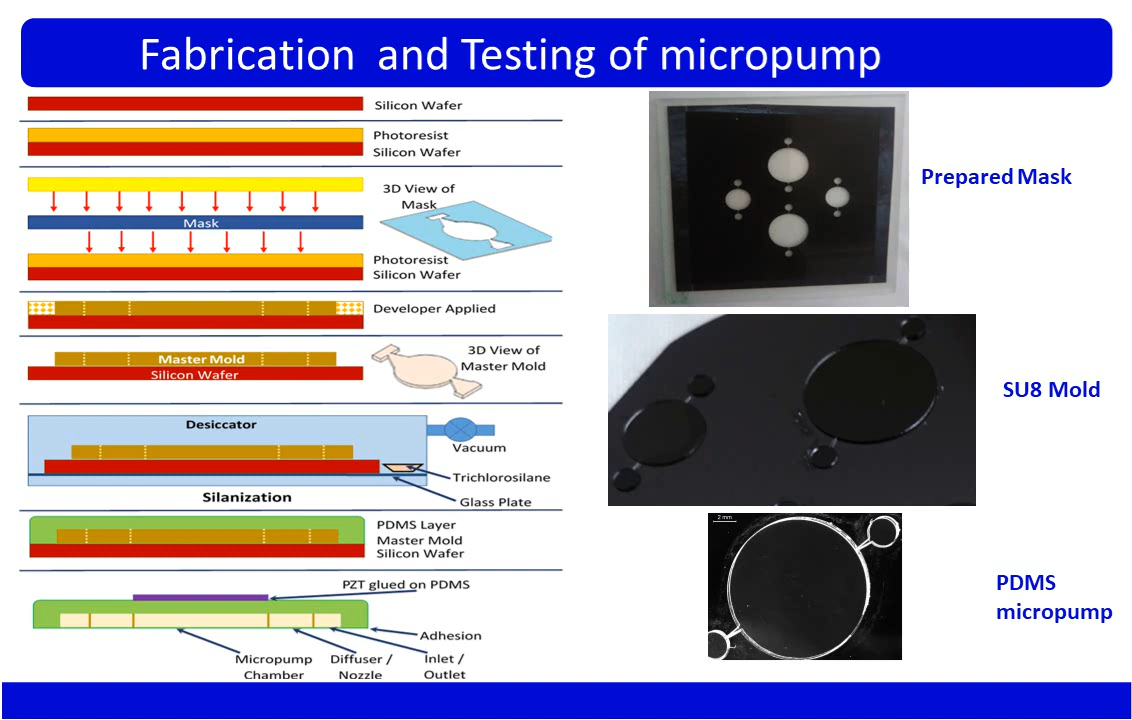 Fabrication  and Testing of micropump
Silicon Wafer
Photoresist
Silicon Wafer
3D View of
Mask
Mask
Photoresist
Silicon Wafer
Developer Applied
Master Mold
Silicon Wafer
3D View of
Master Mold
Desiccator
Vacuum
Trichlorosilane
Glass Plate
Silanization
PDMS Layer
Master Mold
Silicon Wafer
PZT glued on PDMS
Adhesion
Micropump
Chamber
Diffuser /
Nozzle
Inlet /
Outlet
Prepared Mask
SU8 Mold
2 mm
PDMS
micropump